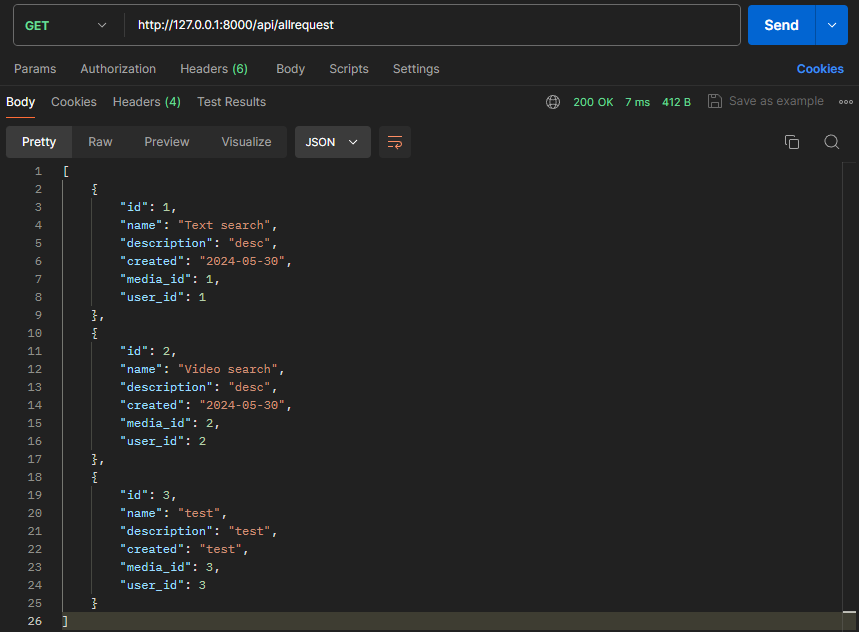 GET http://127.0.0.1:8000/api/allrequest Send
Params Authorization Headers (6) Body Scripts Settings Cookies
Body Cookies Headers (4) Test Results 200 OK 7 ms 412 B Save as example
Pretty Raw Preview Visualize JSON
1 [
2 {
3 "id": 1,
4 "name": "Text search",
5 "description": "desc",
6 "created": "2024-05-30",
7 "media_id": 1,
8 "user_id": 1
9 },
10 {
11 "id": 2,
12 "name": "Video search",
13 "description": "desc",
14 "created": "2024-05-30",
15 "media_id": 2,
16 "user_id": 2
17 },
18 {
19 "id": 3,
20 "name": "test",
21 "description": "test",
22 "created": "test",
23 "media_id": 3,
24 "user_id": 3
25 }
26 ]